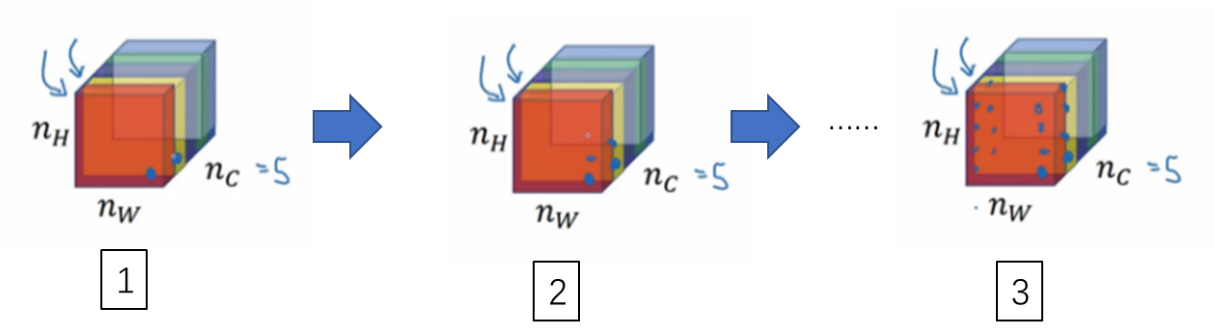 n_H
n_C =5
n_W
1
n_H
n_C =5
n_W
2
......
n_H
n_C =5
n_W
3